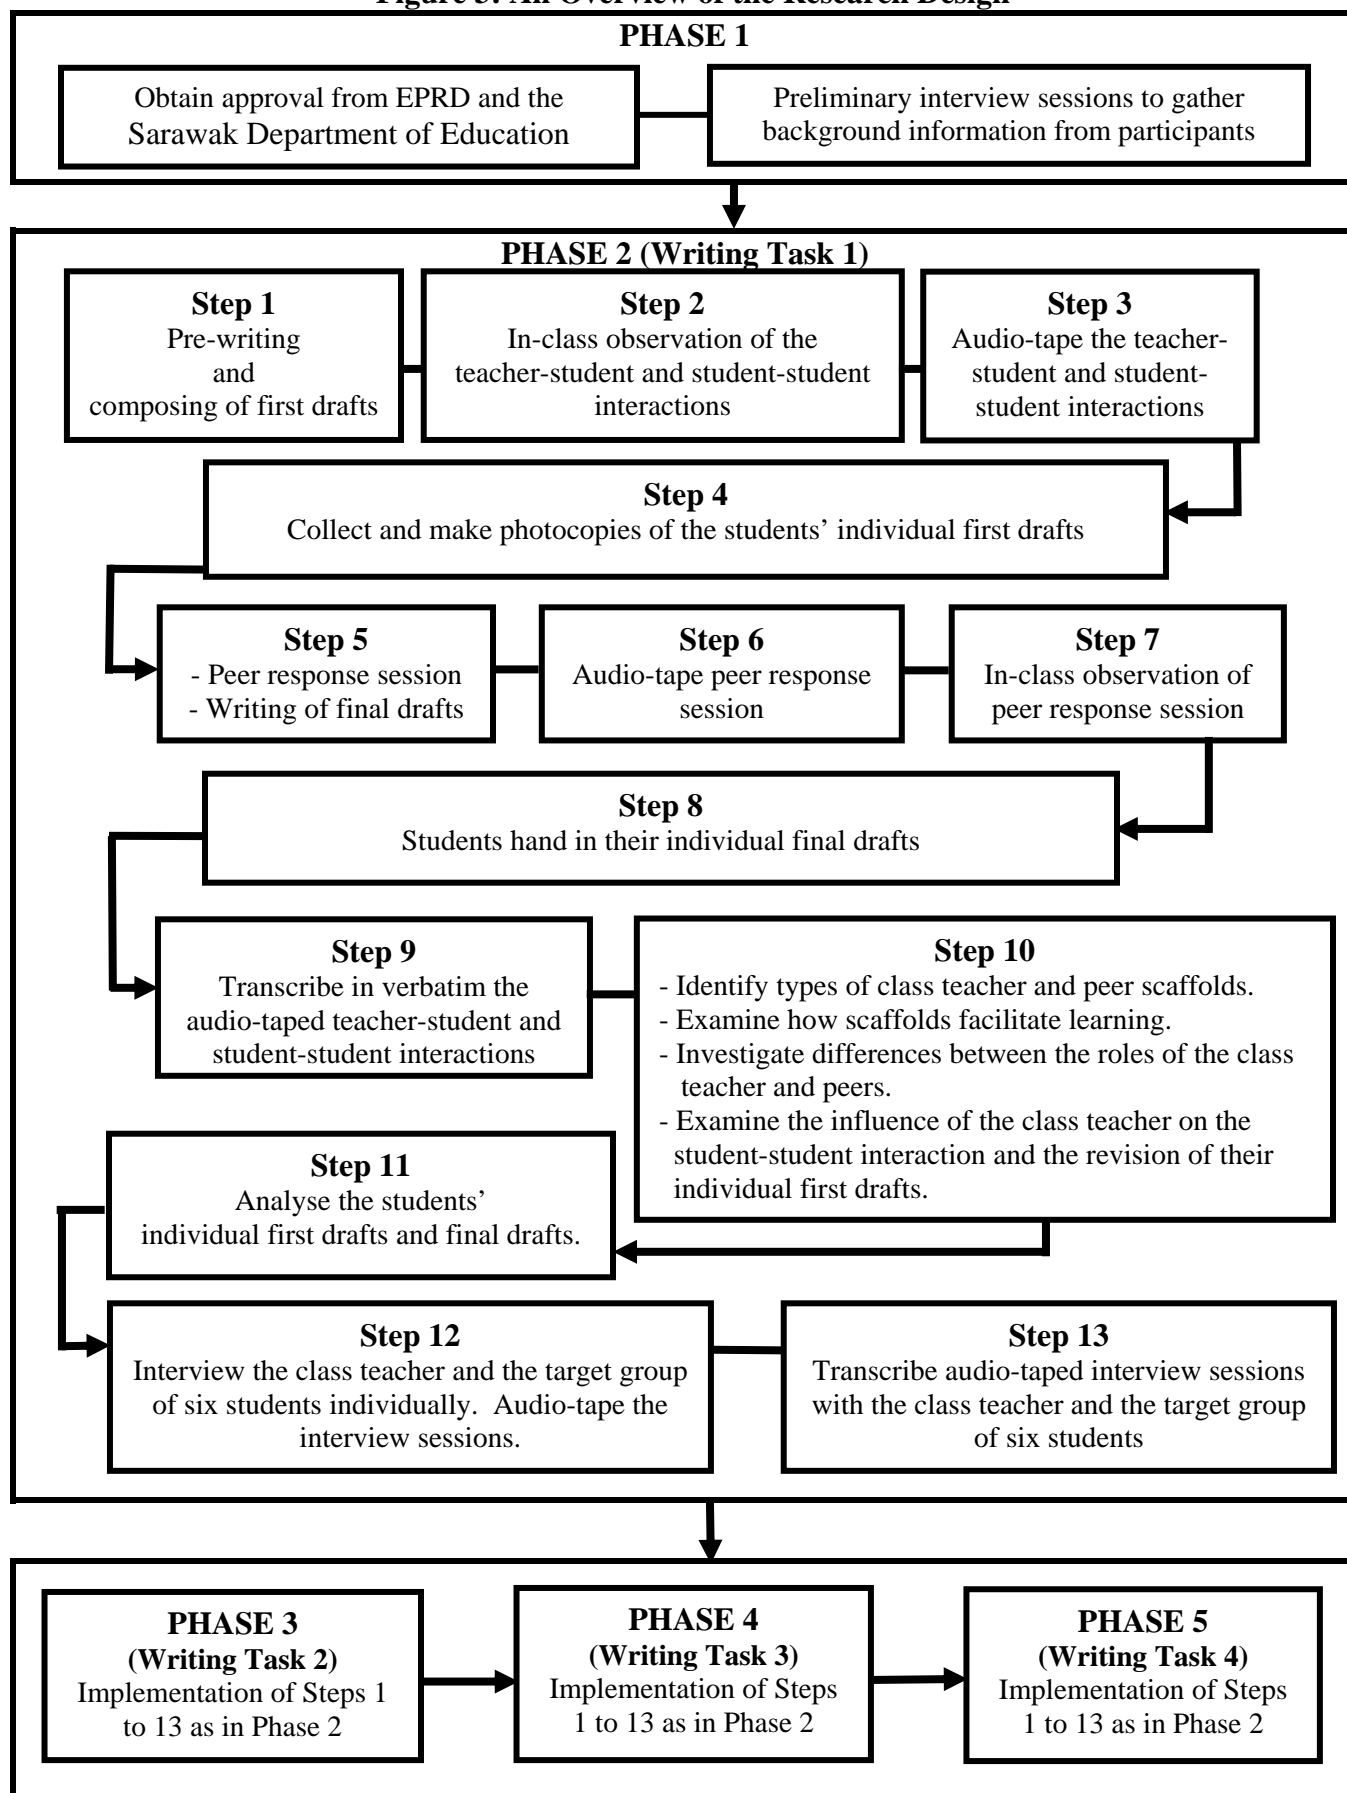 Figure 3: An Overview of the Research Design
PHASE 1
Obtain approval from EPRD and the
Sarawak Department of Education
Preliminary interview sessions to gather
background information from participants
PHASE 2 (Writing Task 1)
Step 1
Pre-writing
and
composing of first drafts
Step 2
In-class observation of the
teacher-student and student-student
interactions
Step 3
Audio-tape the teacher-
student and student-
student interactions
Step 4
Collect and make photocopies of the students’ individual first drafts
Step 5
- Peer response session
- Writing of final drafts
Step 6
Audio-tape peer response
session
Step 7
In-class observation of
peer response session
Step 8
Students hand in their individual final drafts
Step 9
Transcribe in verbatim the
audio-taped teacher-student and
student-student interactions
Step 10
- Identify types of class teacher and peer scaffolds.
- Examine how scaffolds facilitate learning.
- Investigate differences between the roles of the class
teacher and peers.
- Examine the influence of the class teacher on the
student-student interaction and the revision of their
individual first drafts.
Step 11
Analyse the students’
individual first drafts and final drafts.
Step 12
Interview the class teacher and the target group
of six students individually.  Audio-tape the
interview sessions.
Step 13
Transcribe audio-taped interview sessions
with the class teacher and the target group
of six students
PHASE 3
(Writing Task 2)
Implementation of Steps 1
to 13 as in Phase 2
PHASE 4
(Writing Task 3)
Implementation of Steps
1 to 13 as in Phase 2
PHASE 5
(Writing Task 4)
Implementation of Steps
1 to 13 as in Phase 2